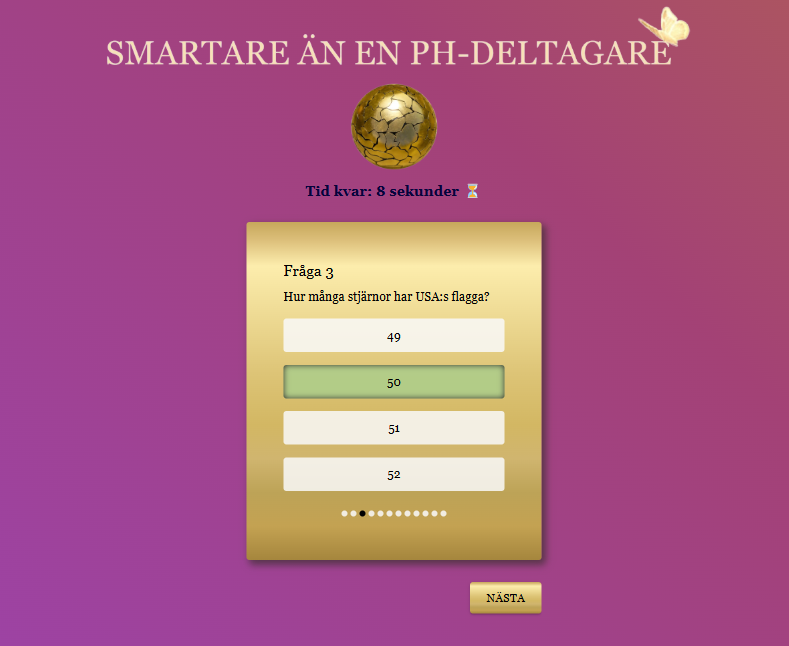 SMARTARE ÄN EN PH-DELTAGARE
Tid kvar: 8 sekunder ⏳
Fråga 3
Hur många stjärnor har USA:s flagga?
49
50
51
52
NÄSTA